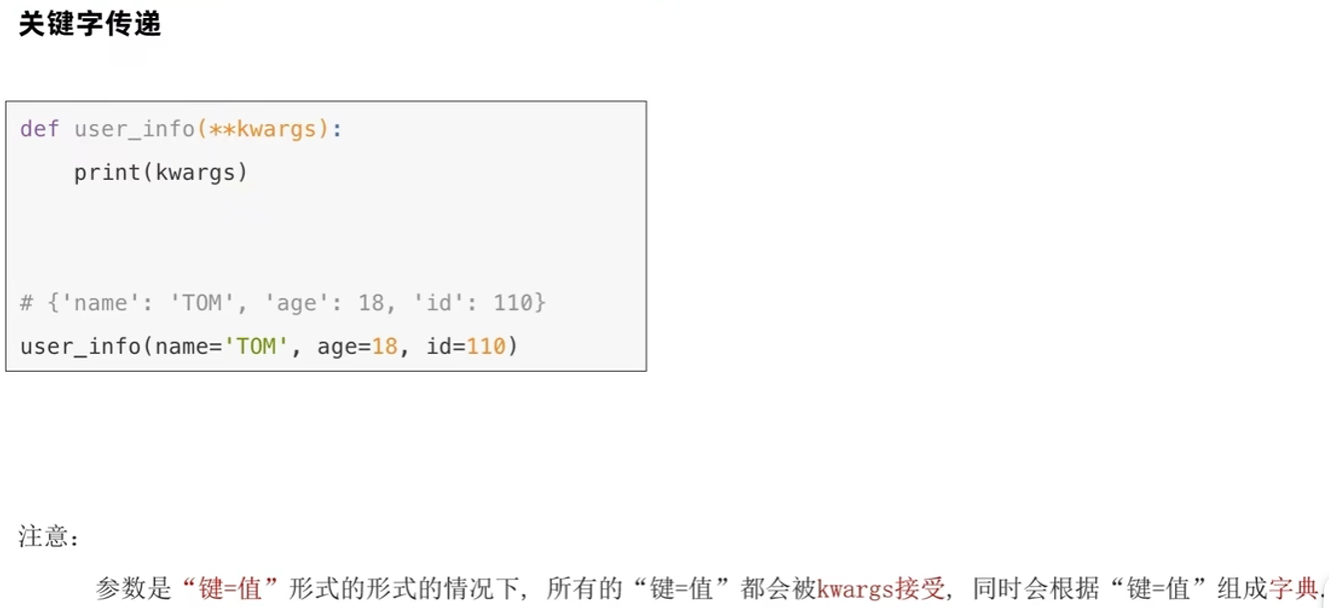 关键字传递
def user_info(**kwargs):
    print(kwargs)
# {'name': 'TOM', 'age': 18, 'id': 110}
user_info(name='TOM', age=18, id=110)
注意：
参数是“键=值”形式的形式的情况下, 所有的“键=值”都会被kwargs接受, 同时会根据“键=值”组成字典.